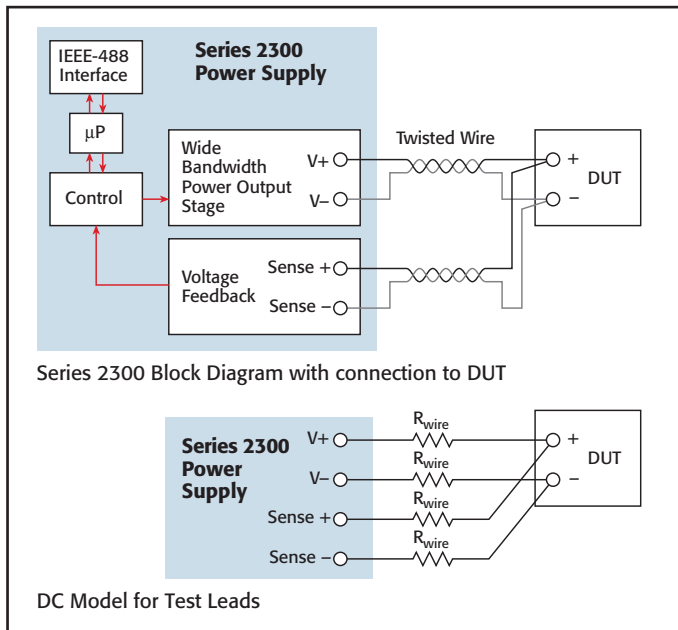 IEEE-488
Interface
Series 2300
Power Supply
µP
Control
Wide
Bandwidth
Power Output
Stage
V+
V–
Twisted Wire
+
–
DUT
Voltage
Feedback
Sense +
Sense –
Series 2300 Block Diagram with connection to DUT
Series 2300
Power
Supply
V+
V–
Sense +
Sense –
Rwire
Rwire
Rwire
Rwire
+
–
DUT
DC Model for Test Leads